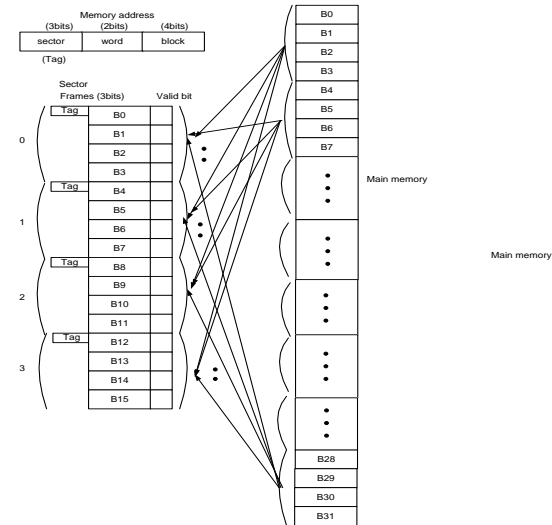 Memory address
(3bits) (2bits) (4bits)
sector word block
(Tag)
Sector
Frames (3bits) Valid bit
0
Tag B0
B1
B2
B3
1
Tag B4
B5
B6
B7
2
Tag B8
B9
B10
B11
3
Tag B12
B13
B14
B15
B0
B1
B2
B3
B4
B5
B6
B7
Main memory
Main memory
B28
B29
B30
B31